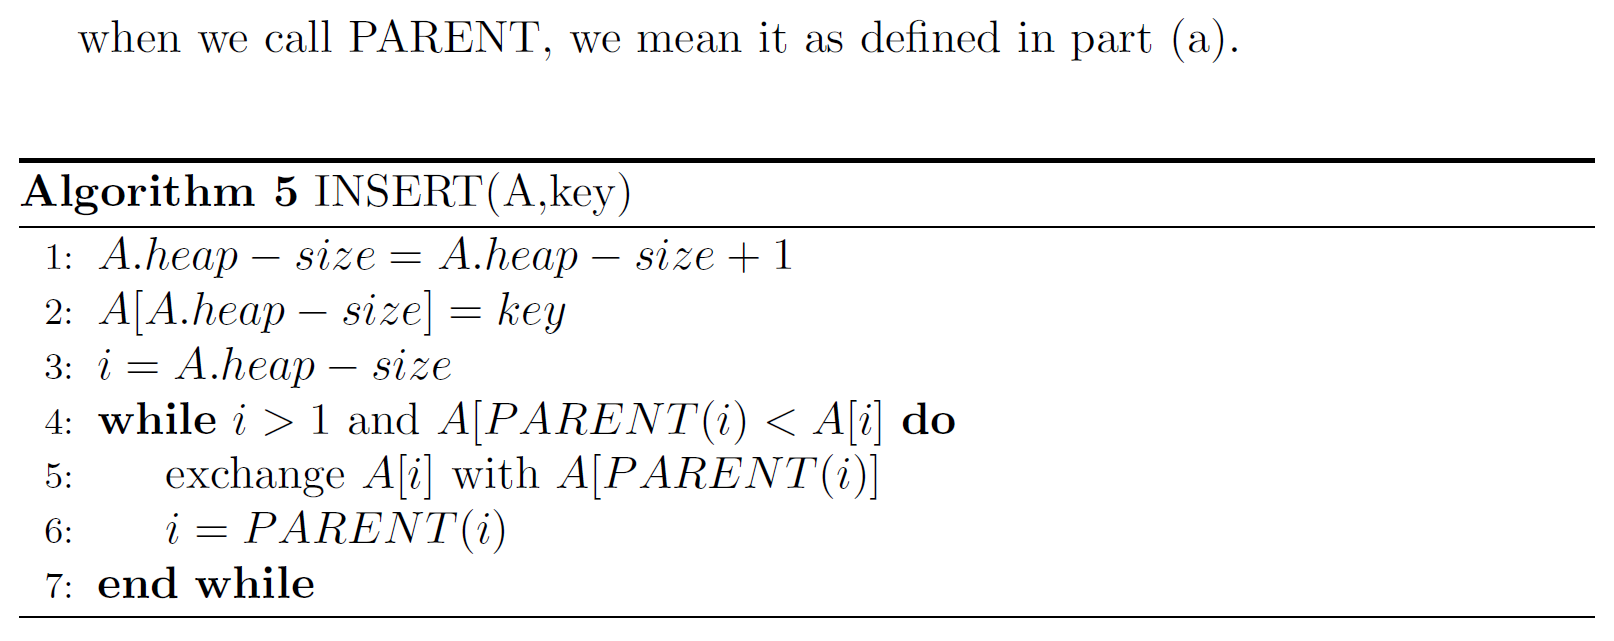 when we call PARENT, we mean it as defined in part (a).
Algorithm 5 INSERT(A,key)
1: A.heap − size = A.heap − size + 1
2: A[A.heap − size] = key
3: i = A.heap − size
4: while i > 1 and A[PARENT(i) < A[i] do
5: exchange A[i] with A[PARENT(i)]
6: i = PARENT(i)
7: end while